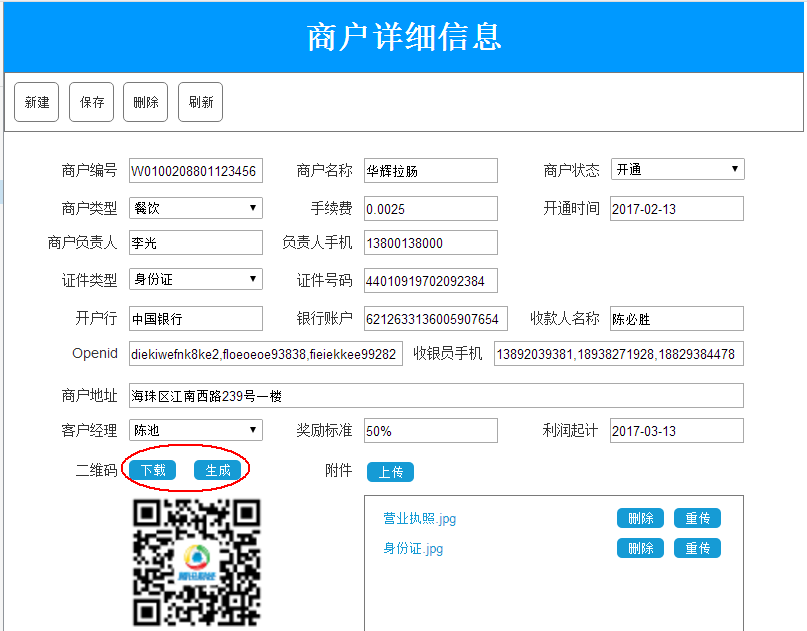 商户详细信息
新建 保存 删除 刷新
商户编号 W0100208801123456 商户名称 华辉拉肠 商户状态 开通
商户类型 餐饮 手续费 0.0025 开通时间 2017-02-13
商户负责人 李光 负责人手机 13800138000
证件类型 身份证 证件号码 44010919702092384
开户行 中国银行 银行账户 6212633136005907654 收款人名称 陈必胜
Openid diekiwefnk8ke2,floeoeoe93838,fieiekkee99282 收银员手机 13892039381,18938271928,18829384478
商户地址 海珠区江南西路239号一楼
客户经理 陈池 奖励标准 50% 利润起计 2017-03-13
二维码 下载 生成 附件 上传
营业执照.jpg 删除 重传
身份证.jpg 删除 重传